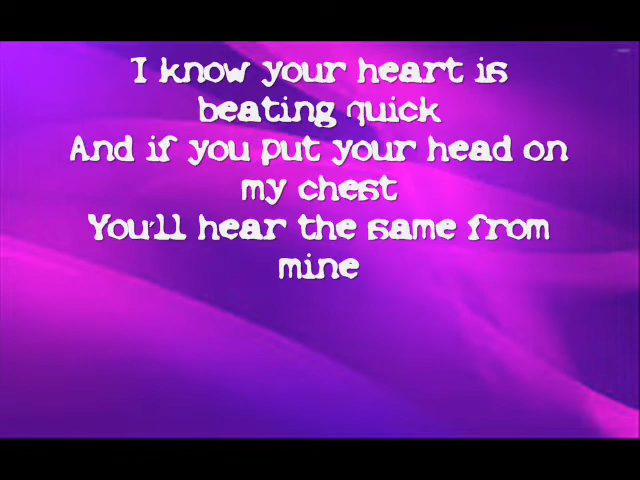 I know your heart is
beating quick
And if you put your head on
my chest
You'll hear the same from
mine